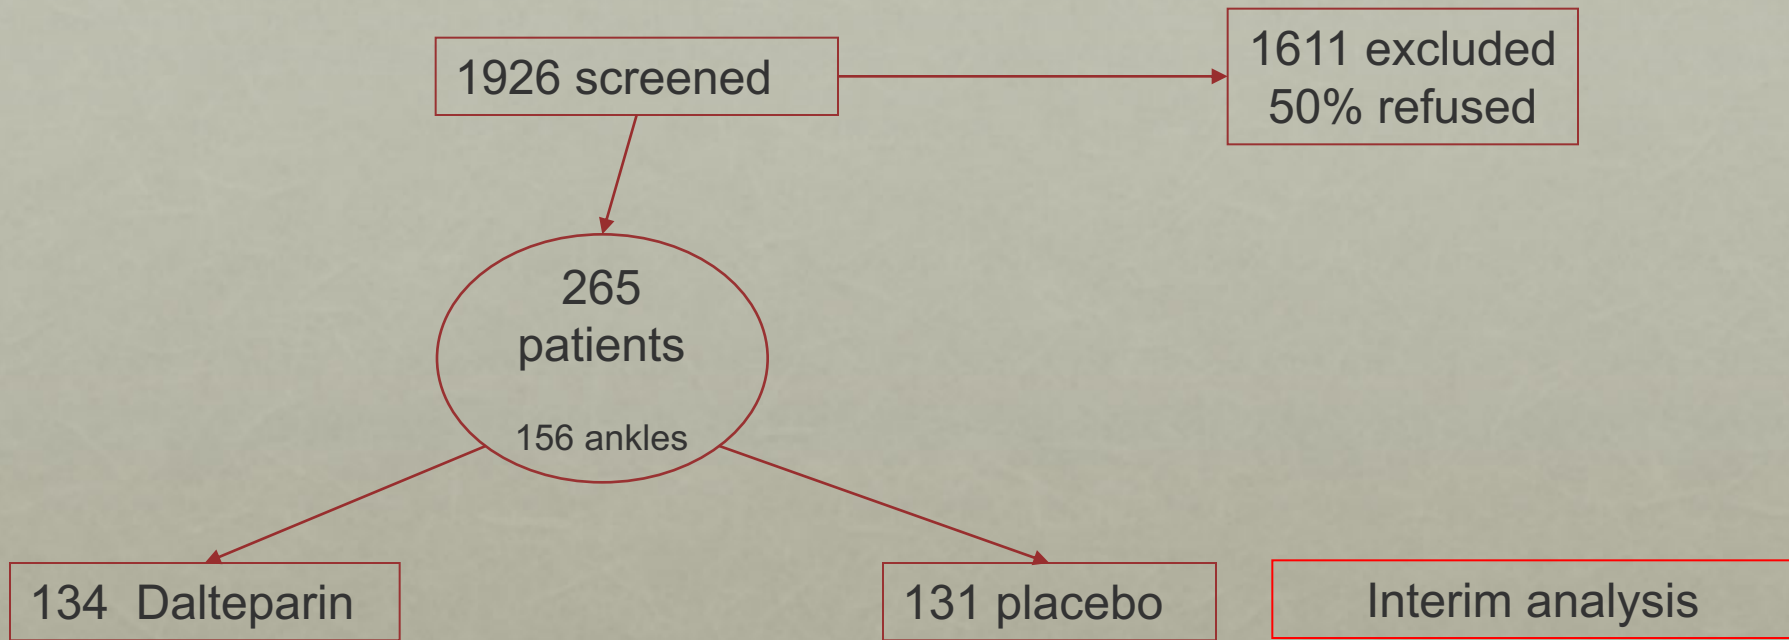 1926 screened
1611 excluded
50% refused
265
patients
156 ankles
134 Dalteparin
131 placebo
Interim analysis